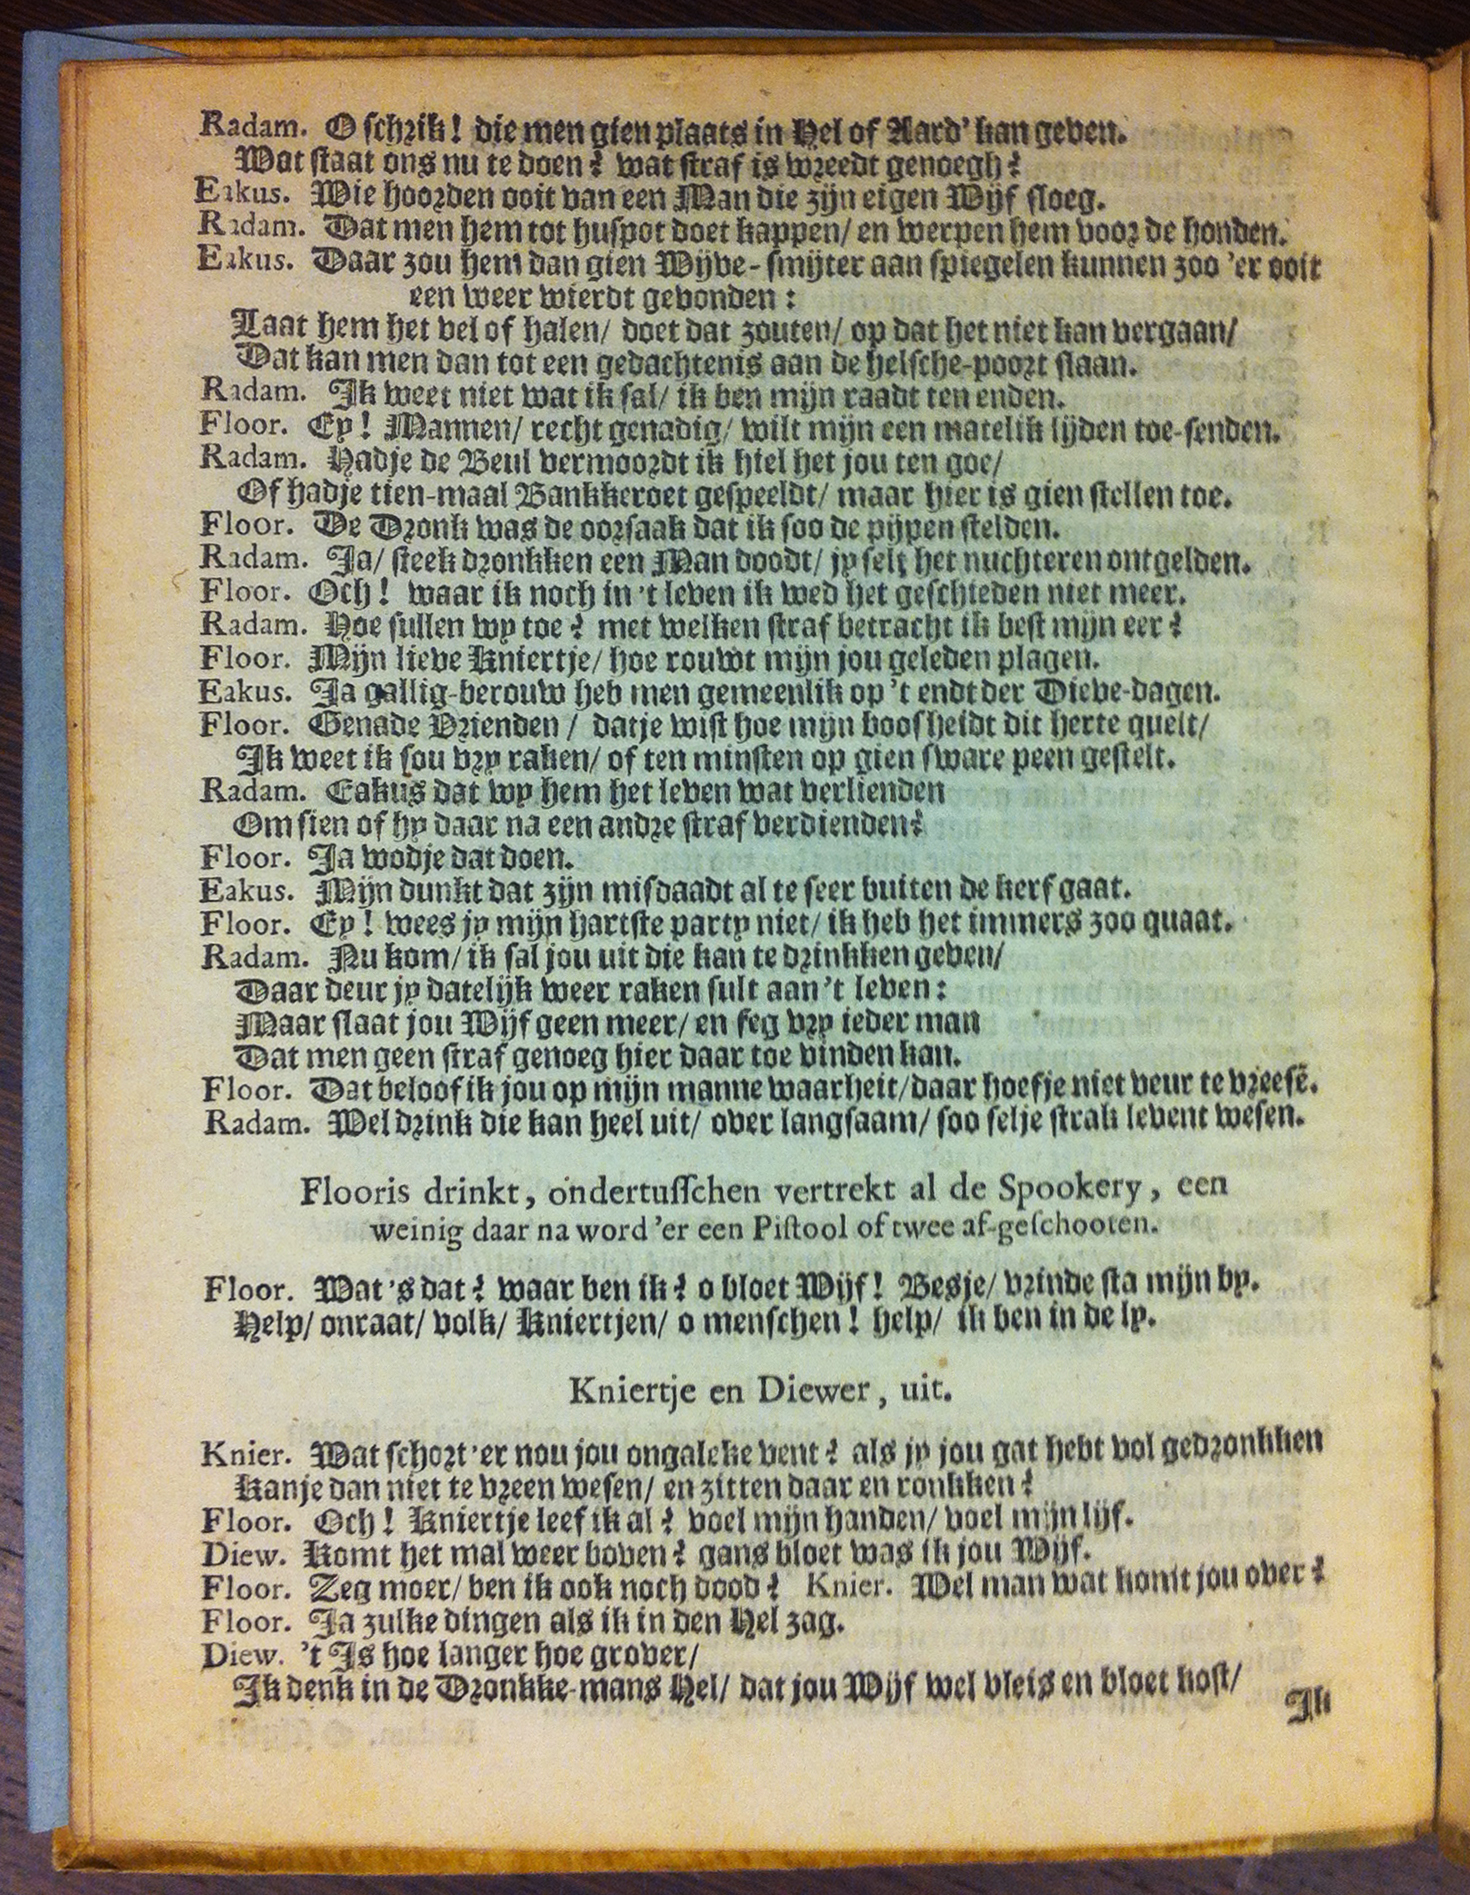 Radam. O schrik! die men gien plaats in Hel of Aard' kan geven.
Wat staat ons nu te doen? wat straf is wreedt genoegh?
Eakus. Wie hoorden ooit van een Man die zijn eigen Wijf sloeg.
Radam. Dat men hem tot huspot doet kappen/ en werpen hem voor de honden.
Eakus. Daar zou hem dan gien Wijve-smijter aan spiegelen kunnen zoo 'er ooit
een weer wierdt gevonden:
Laat hem het vel of halen/ doet dat zouten/ op dat het niet kan vergaan/
Dat kan men dan tot een gedachtenis aan de helsche-poort slaan.
Radam. Ik weet niet wat ik sal/ ik ben mijn raadt ten enden.
Floor. Ey! Mannen/ recht genadig/ wilt mijn een matelik lijden toe-senden.
Radam. Hadje de Beul vermoordt ik hiel het jou ten goe/
Of hadje tien-maal Bankkeroet gespeeldt/ maar hier is gien stellen toe.
Floor. De Dronk was de oorsaak dat ik soo de pijpen stelden.
Radam. Ja/ steek dronkken een Man doodt/ jy selt het nuchteren ontgelden.
Floor. Och! waar ik noch in 't leven ik wed het geschieden niet meer.
Radam. Hoe sullen wy toe? met welken straf betracht ik best mijn eer?
Floor. Mijn lieve Kniertje/ hoe rouwt mijn jou geleden plagen.
Eakus. Ja gallig-berouw heb men gemeenlik op 't endt der Dieve-dagen.
Floor. Genade Vrienden/ datje wist hoe mijn boosheidt dit herte quelt/
Ik weet ik sou vry raken/ of ten minsten op gien sware peen gestelt.
Radam. Eakus dat wy hem het leven wat verlienden
Om sien of hy daar na een andre straf verdienden?
Floor. Ja wodje dat doen.
Eakus. Mijn dunkt dat zijn misdaadt al te seer buiten de kerf gaat.
Floor. Ey! wees jy mijn hartste party niet/ ik heb het immers zoo quaat.
Radam. Nu kom/ ik sal jou uit die kan te drinkken geven/
Daar deur jy datelijk weer raken sult aan 't leven:
Maar slaat jou Wijf geen meer/ en seg vry ieder man
Dat men geen straf genoeg hier daar toe vinden kan.
Floor. Dat beloof ik jou op mijn manne waarheit/ daar hoefje niet veur te vreesē.
Radam. Wel drink die kan heel uit/ over langsaam/ soo selje strak levent wesen.
Flooris drinkt, ondertusschen vertrekt al de Spookery, een
weinig daar na word 'er een Pistool of twee af-geschooten.
Floor. Wat 's dat? waar ben ik? o bloet Wijf! Besje/ vrinde sta mijn by.
Help/ onraat/ volk/ Kniertjen/ o menschen! help/ ik ben in de ly.
Kniertje en Diewer, uit.
Knier. Wat schort 'er nou jou ongaleke vent? als jy jou gat hebt vol gedronkken
Kanje dan niet te vreen wesen/ en zitten daar en ronkken?
Floor. Och! Kniertje leef ik al? voel mijn handen/ voel mijn lijf.
Diew. Komt het mal weer boven? gans bloet was ik jou Wijf.
Floor. Zeg moer/ ben ik ook noch dood? Knier. Wel man wat komt jou over?
Floor. Ja zulke dingen als ik in den Hel zag.
Diew. 't Is hoe langer hoe grover/
Ik denk in de Dronkke-mans Hel/ dat jou Wijf wel vleis en bloet kost/
Ik